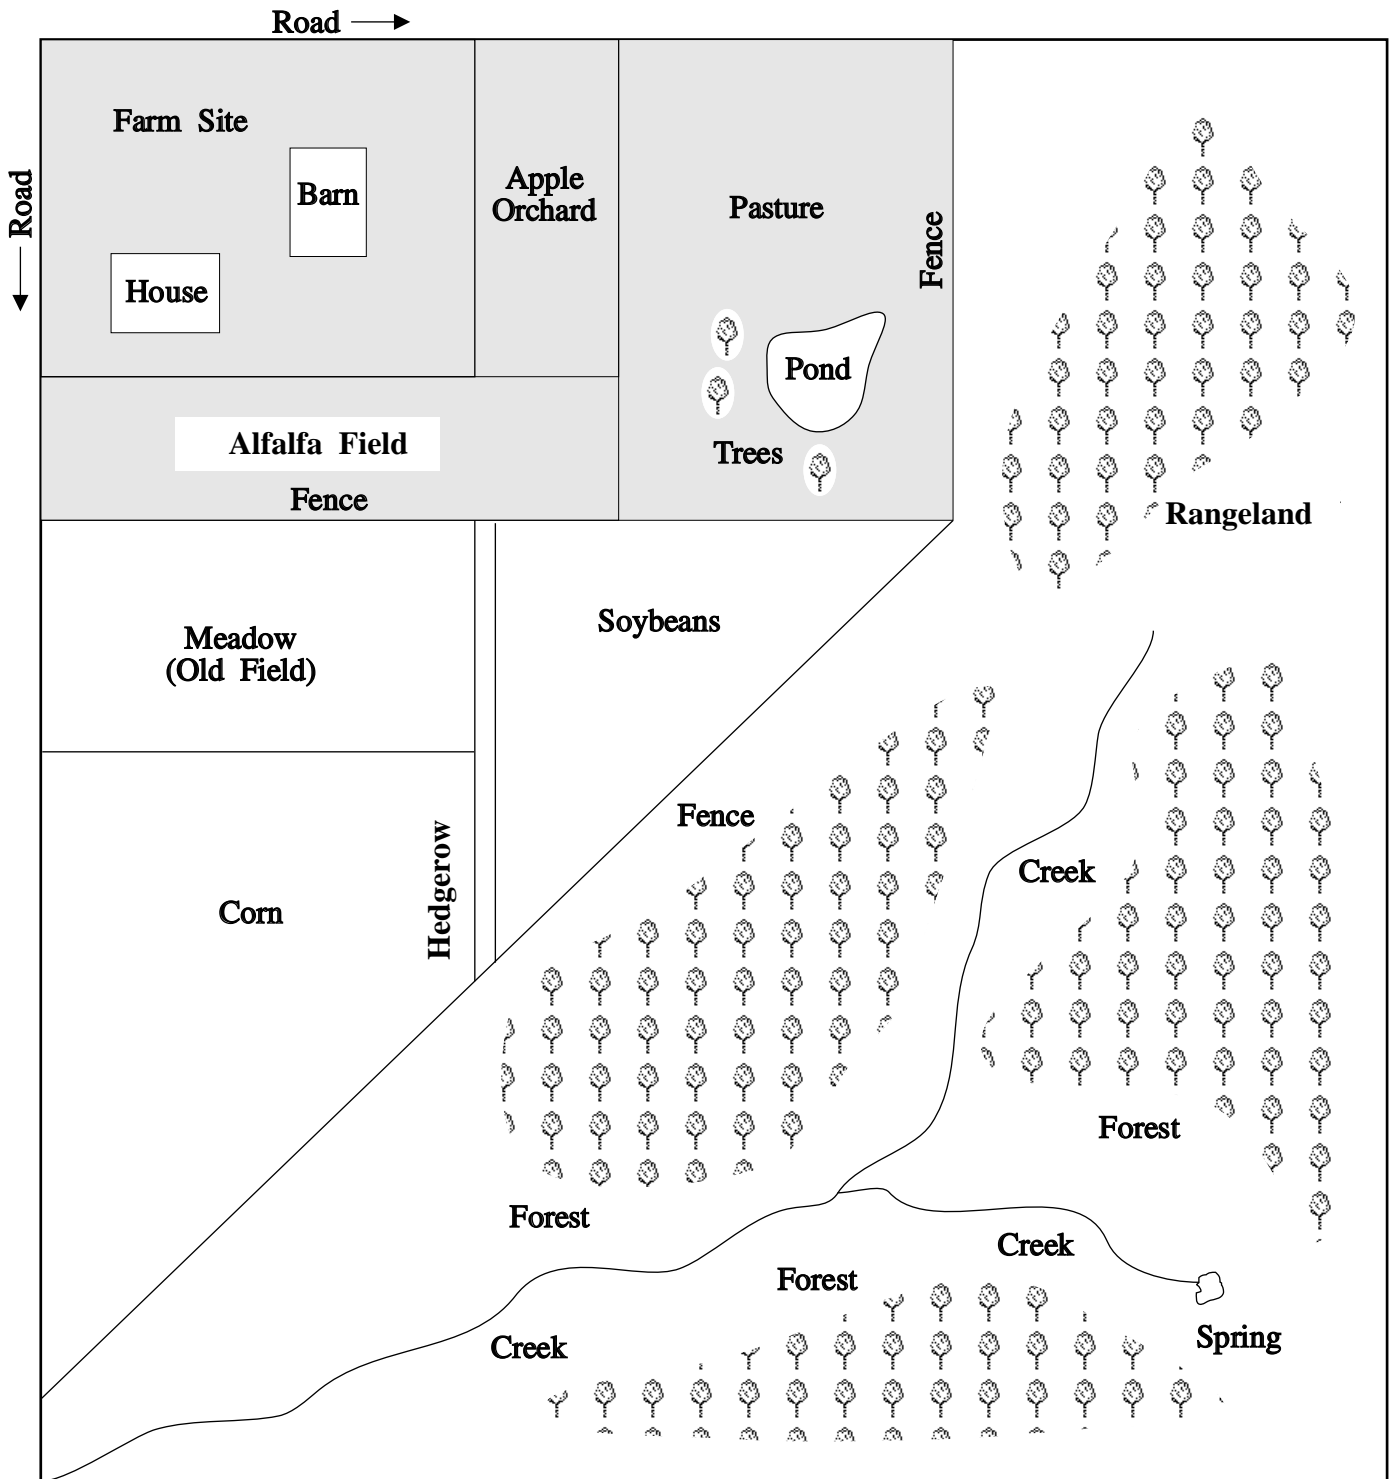 Road
Farm Site
Barn
Road
House
Apple
Orchard
Pasture
Fence
Pond
Alfalfa Field
Trees
Fence
Rangeland
Meadow
(Old Field)
Soybeans
Fence
Creek
Hedgerow
Corn
Forest
Forest
Creek
Forest
Spring
Creek